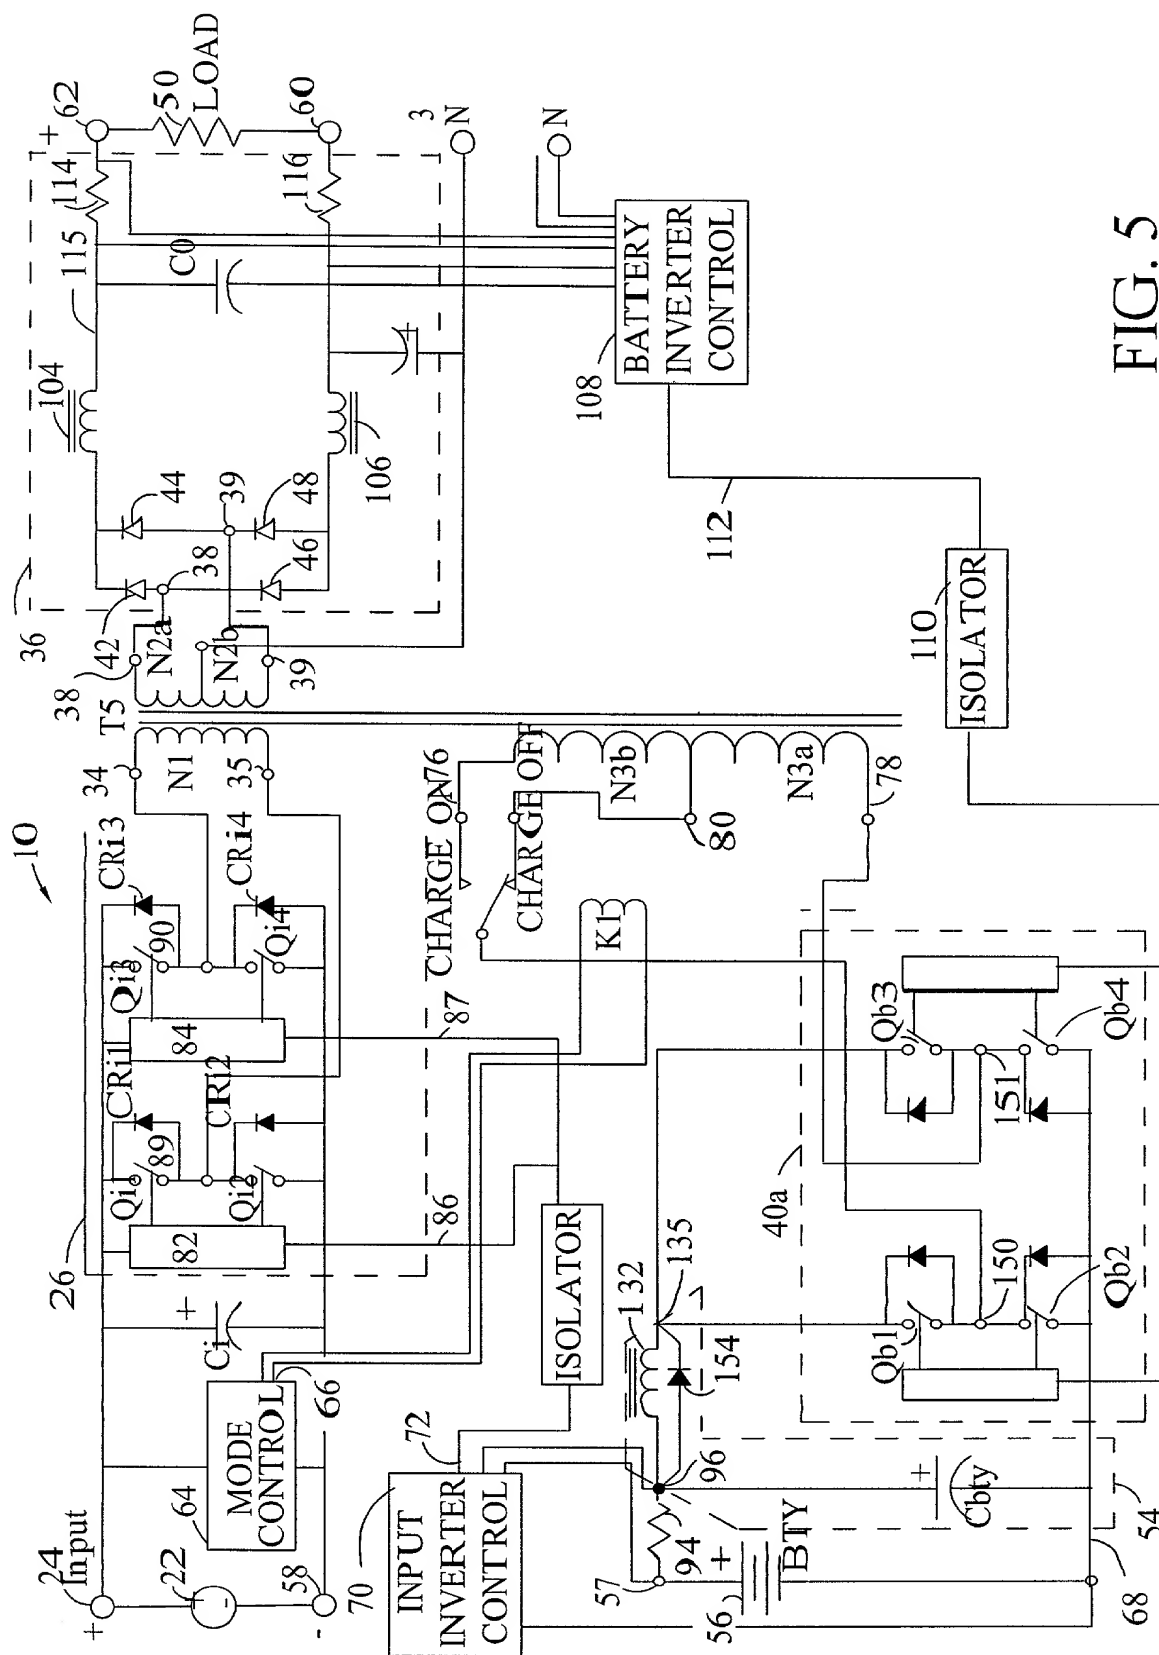 10
24
Input
+
22
+
-
58
-
64
MODE
CONTROL
66
26
+
Ci
82
Qi1
89
CRi1
Qi2
CRi2
86
84
Qi3
90
CRi3
Qi4
CRi4
87
34
N1
35
T5
38
N2a
N2b
39
42
36
38
46
39
44
48
104
106
115
C0
+
114
116
+
62
50
LOAD
60
3
N
N
108
BATTERY
INVERTER
CONTROL
112
110
ISOLATOR
CHARGE ON
76
CHARGE OFF
N3b
80
N3a
78
K1
70
INPUT
INVERTER
CONTROL
72
ISOLATOR
57
94
96
132
135
154
56
+
BTY
+
Cbty
54
68
40a
Qb1
150
Qb2
Qb3
151
Qb4
FIG. 5